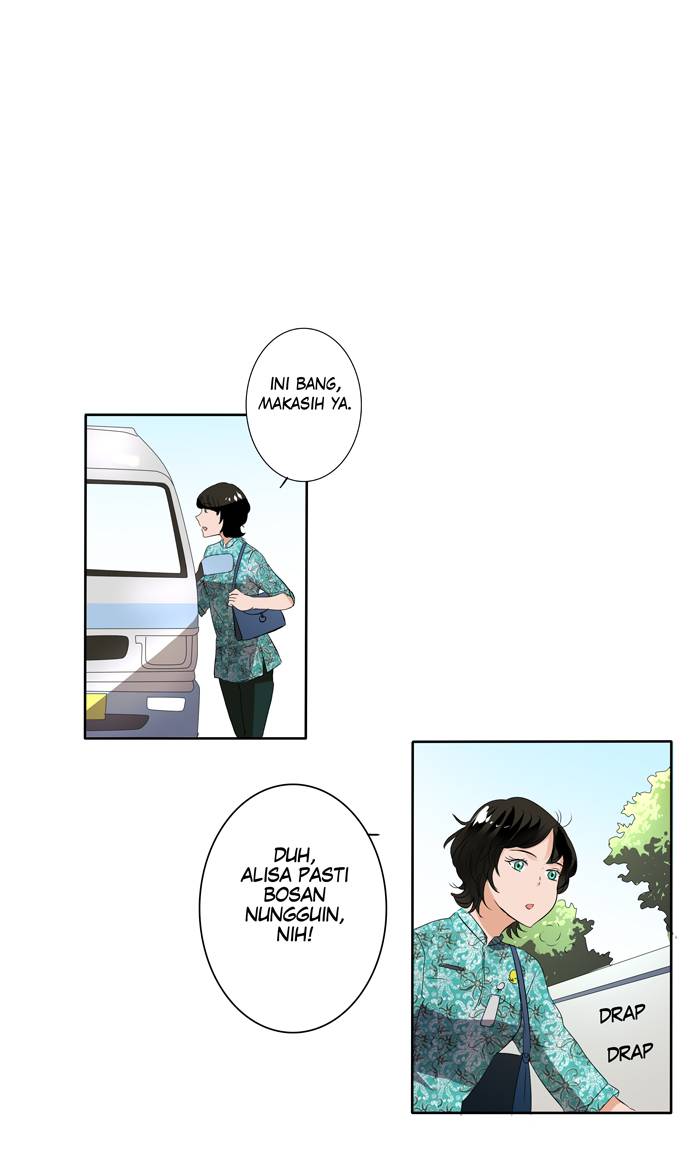 INI BANG,
MAKASIH YA.
DUH,
ALISA PASTI
BOSAN
NUNGGUIN,
NIH!
DRAP
DRAP